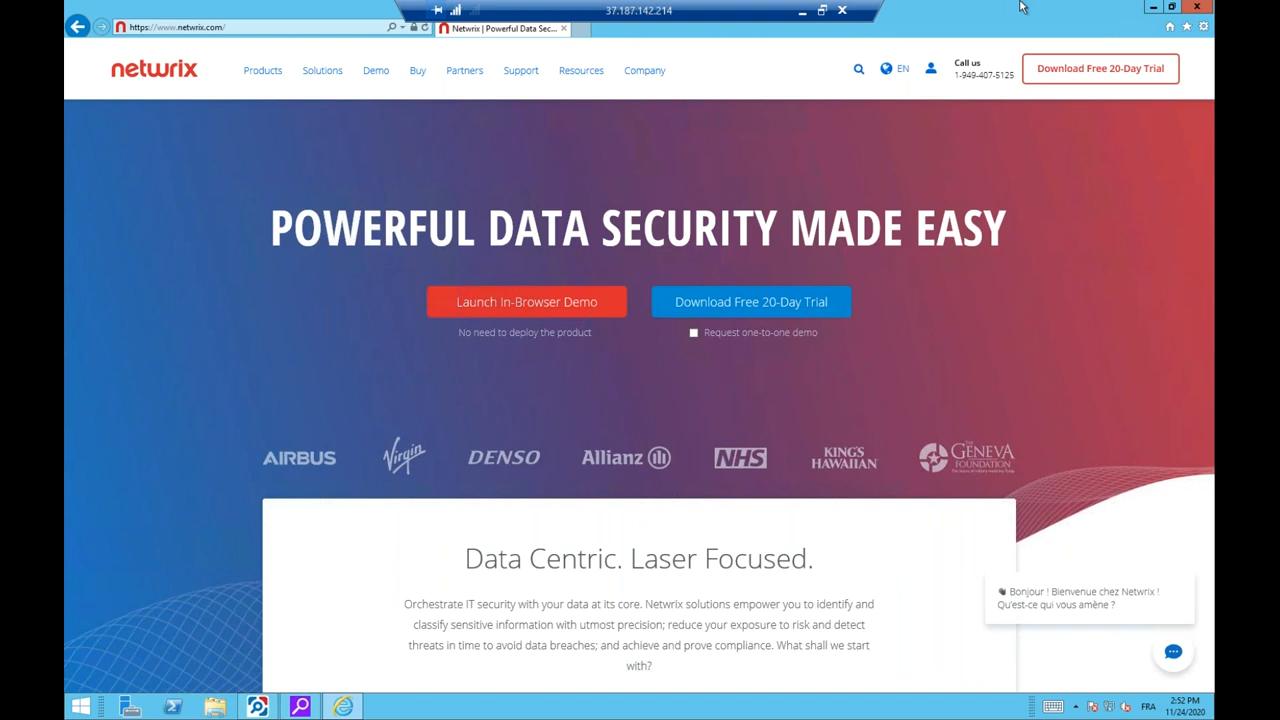 37.187.142.214
https://www.netwrix.com/
Netwrix | Powerful Data Sec...
netwrix
Products Solutions Demo Buy Partners Support Resources Company
EN
Call us
1-949-407-5125
Download Free 20-Day Trial
POWERFUL DATA SECURITY MADE EASY
Launch In-Browser Demo
Download Free 20-Day Trial
No need to deploy the product
Request one-to-one demo
AIRBUS Virgin DENSO Allianz NHS KING'S HAWAIIAN THE GENEVA FOUNDATION
Data Centric. Laser Focused.
Orchestrate IT security with your data at its core. Netwrix solutions empower you to identify and
classify sensitive information with utmost precision; reduce your exposure to risk and detect
threats in time to avoid data breaches; and achieve and prove compliance. What shall we start
with?
Bonjour ! Bienvenue chez Netwrix !
Qu'est-ce qui vous amène ?
FRA
2:52 PM
11/24/2020